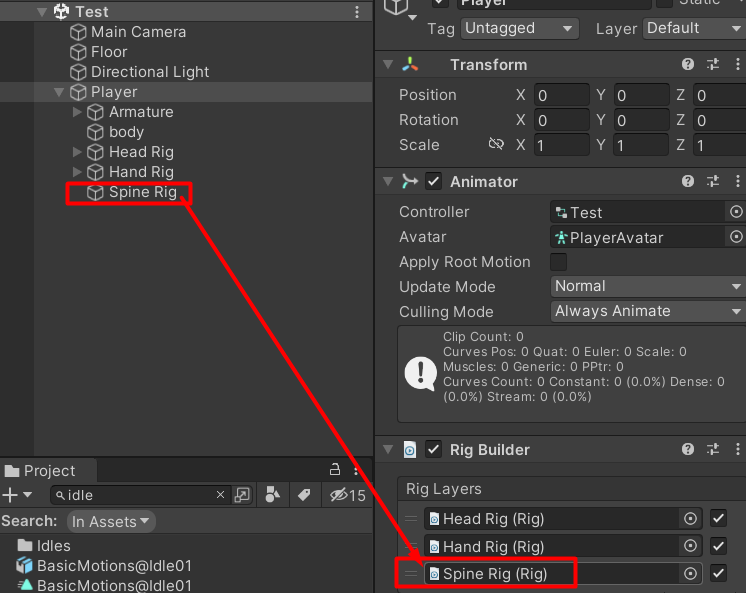 Test
Main Camera
Floor
Directional Light
Player
Armature
body
Head Rig
Hand Rig
Spine Rig
Project
idle
15
Search: In Assets
Idles
BasicMotions@Idle01
BasicMotions@Idle01
Player
Static
Tag Untagged Layer Default
Transform
Position X 0 Y 0 Z 0
Rotation X 0 Y 0 Z 0
Scale X 1 Y 1 Z 1
Animator
Controller Test
Avatar PlayerAvatar
Apply Root Motion
Update Mode Normal
Culling Mode Always Animate
Clip Count: 0
Curves Pos: 0 Quat: 0 Euler: 0 Scale: 0
Muscles: 0 Generic: 0 PPtr: 0
Curves Count: 0 Constant: 0 (0.0%) Dense: 0
(0.0%) Stream: 0 (0.0%)
Rig Builder
Rig Layers
Head Rig (Rig)
Hand Rig (Rig)
Spine Rig (Rig)